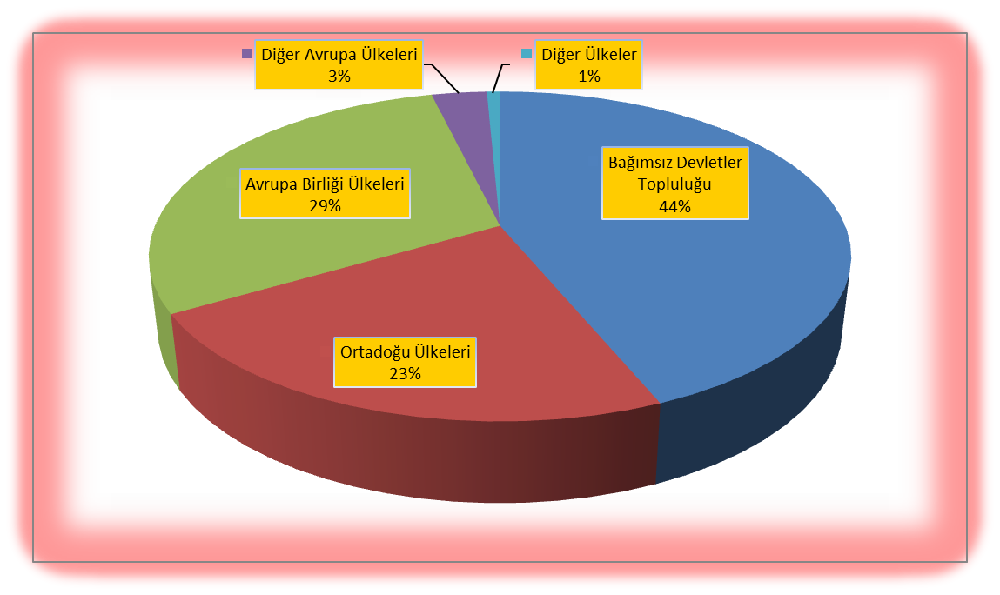 Diğer Avrupa Ülkeleri
3%
Diğer Ülkeler
1%
Bağımsız Devletler
Topluluğu
44%
Avrupa Birliği Ülkeleri
29%
Ortadoğu Ülkeleri
23%